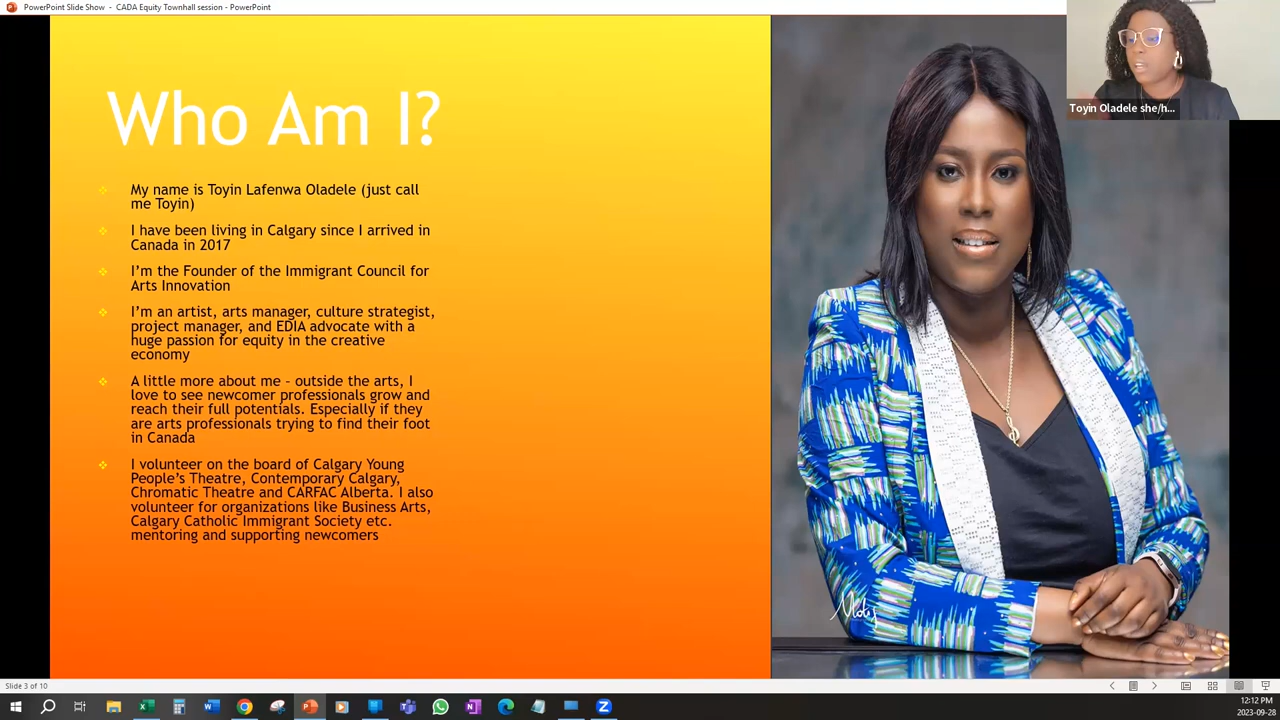 PowerPoint Slide Show - CADA Equity Townhall session - PowerPoint
Toyin Oladele she/h...
Who Am I?
My name is Toyin Lafenwa Oladele (just call
me Toyin)
I have been living in Calgary since I arrived in
Canada in 2017
I'm the Founder of the Immigrant Council for
Arts Innovation
I'm an artist, arts manager, culture strategist,
project manager, and EDIA advocate with a
huge passion for equity in the creative
economy
A little more about me – outside the arts, I
love to see newcomer professionals grow and
reach their full potentials. Especially if they
are arts professionals trying to find their foot
in Canada
I volunteer on the board of Calgary Young
People's Theatre, Contemporary Calgary,
Chromatic Theatre and CARFAC Alberta. I also
volunteer for organizations like Business Arts,
Calgary Catholic Immigrant Society etc.
mentoring and supporting newcomers
Slide 3 of 10
12:12 PM
2023-09-28